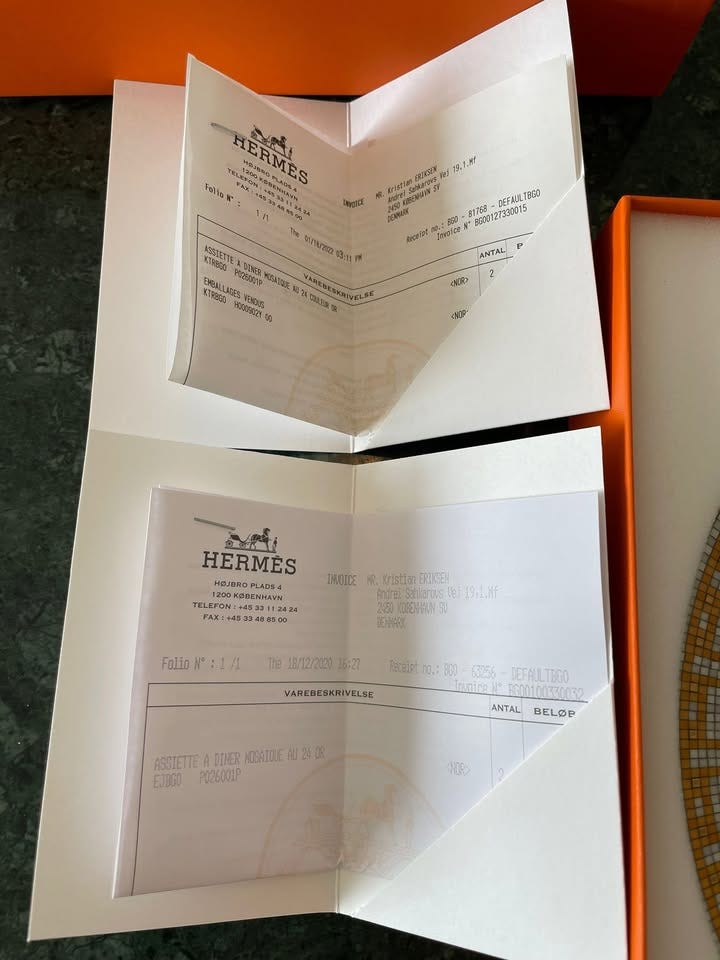 HERMÈS
HØJBRO PLADS 4
1200 KØBENHAVN
TELEFON : +45 33 11 24 24
FAX : +45 33 48 85 00
INVOICE MR. Kristian ERIKSEN
Andrei Sahkarovs Vej 19.1.Mf
2450 KØBENHAVN SV
DENMARK
Folio N° : 1 /1 The 01/18/2022 03:11 PM
Receipt no.: BGO - 81768 - DEFAULTBGO
Invoice N° BG00127330015
VAREBESKRIVELSE ANTAL
ASSIETTE A DINER MOSAIQUE AU 24 COULEUR OR
KTRBGO P026001P <NOR> 2
EMBALLAGES VENDUS
KTRBGO H000902Y 00 <NOR>
HERMÈS
HØJBRO PLADS 4
1200 KØBENHAVN
TELEFON : +45 33 11 24 24
FAX : +45 33 48 85 00
INVOICE MR. Kristian ERIKSEN
Andrei Sahkarovs Vej 19.1.Mf
2450 KOBENHAVN SV
DENMARK
Folio N° : 1 /1 The 18/12/2020 16:27 Receipt no.: BGO - 63256 - DEFAULTBGO
Invoice N° BG00100330032
VAREBESKRIVELSE ANTAL BELØB
ASSIETTE A DINER MOSAIQUE AU 24 OR
EJBGO P026001P <NOR> 2